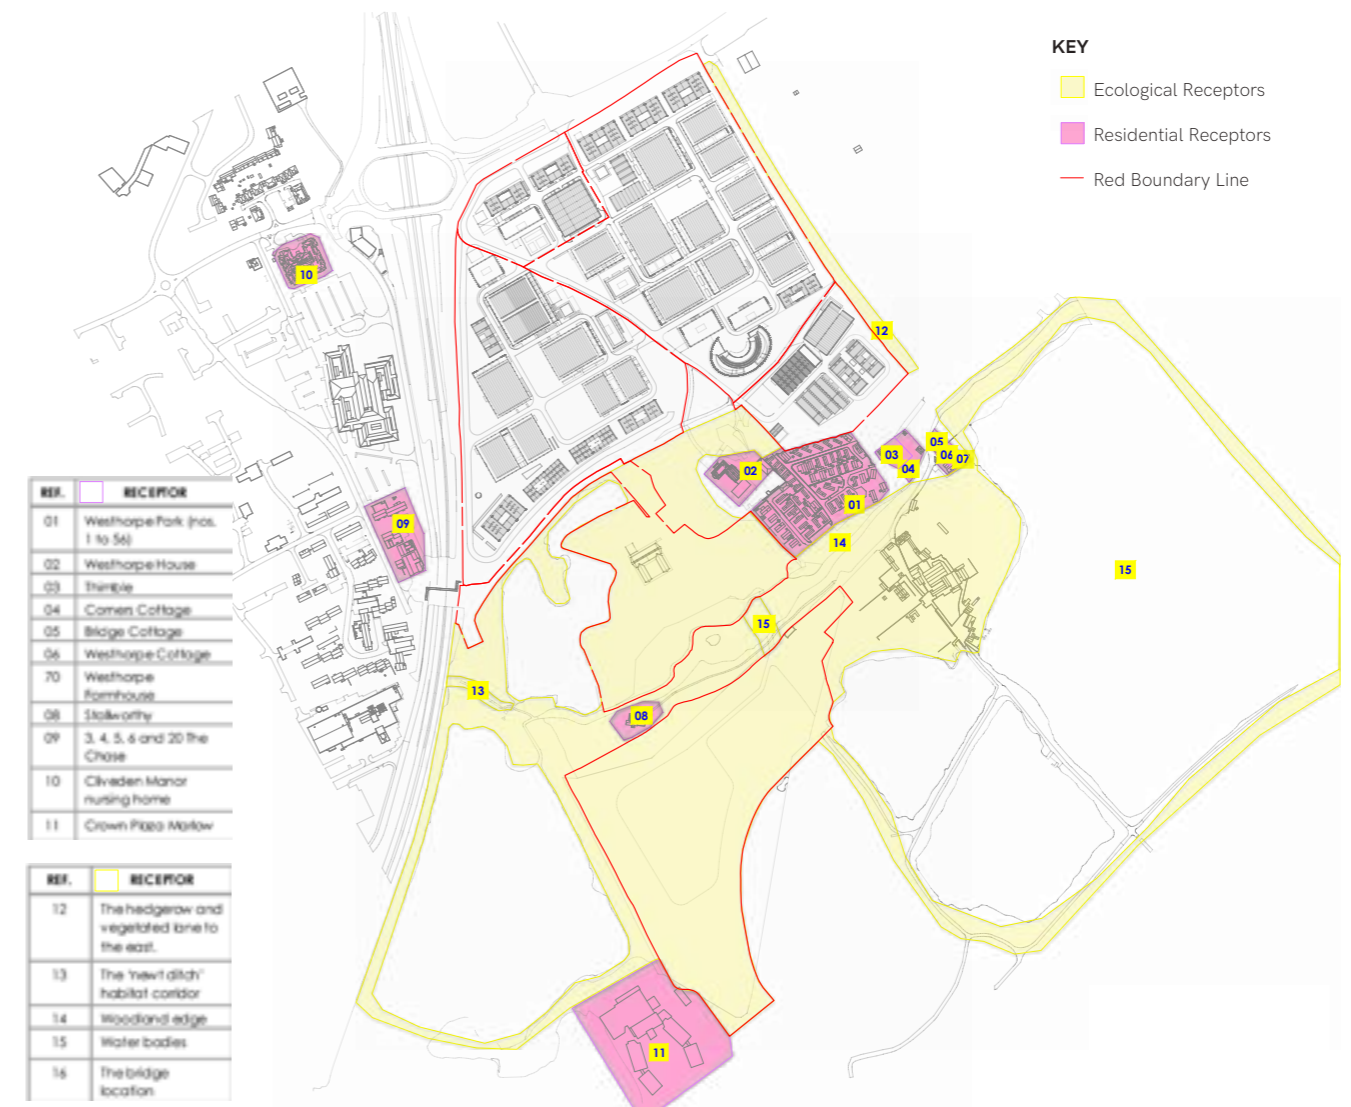 KEY
Ecological Receptors
Residential Receptors
Red Boundary Line
12
10
05
02
03
06
07
04
01
09
14
15
15
13
08
11
REF. RECEPTOR
01 Westhorpe Park (nos.
1 to 56)
02 Westhorpe House
03 Thimble
04 Corners Cottage
05 Bridge Cottage
06 Westhorpe Cottage
70 Westhorpe
Farmhouse
08 Stallworthy
09 3, 4, 5, 6 and 20 The
Chase
10 Cliveden Manor
nursing home
11 Crown Plaza Marlow
REF. RECEPTOR
12 The hedgerow and
vegetated lane to
the east.
13 The 'newt ditch'
habitat corridor
14 Woodland edge
15 Water bodies
16 The bridge
location